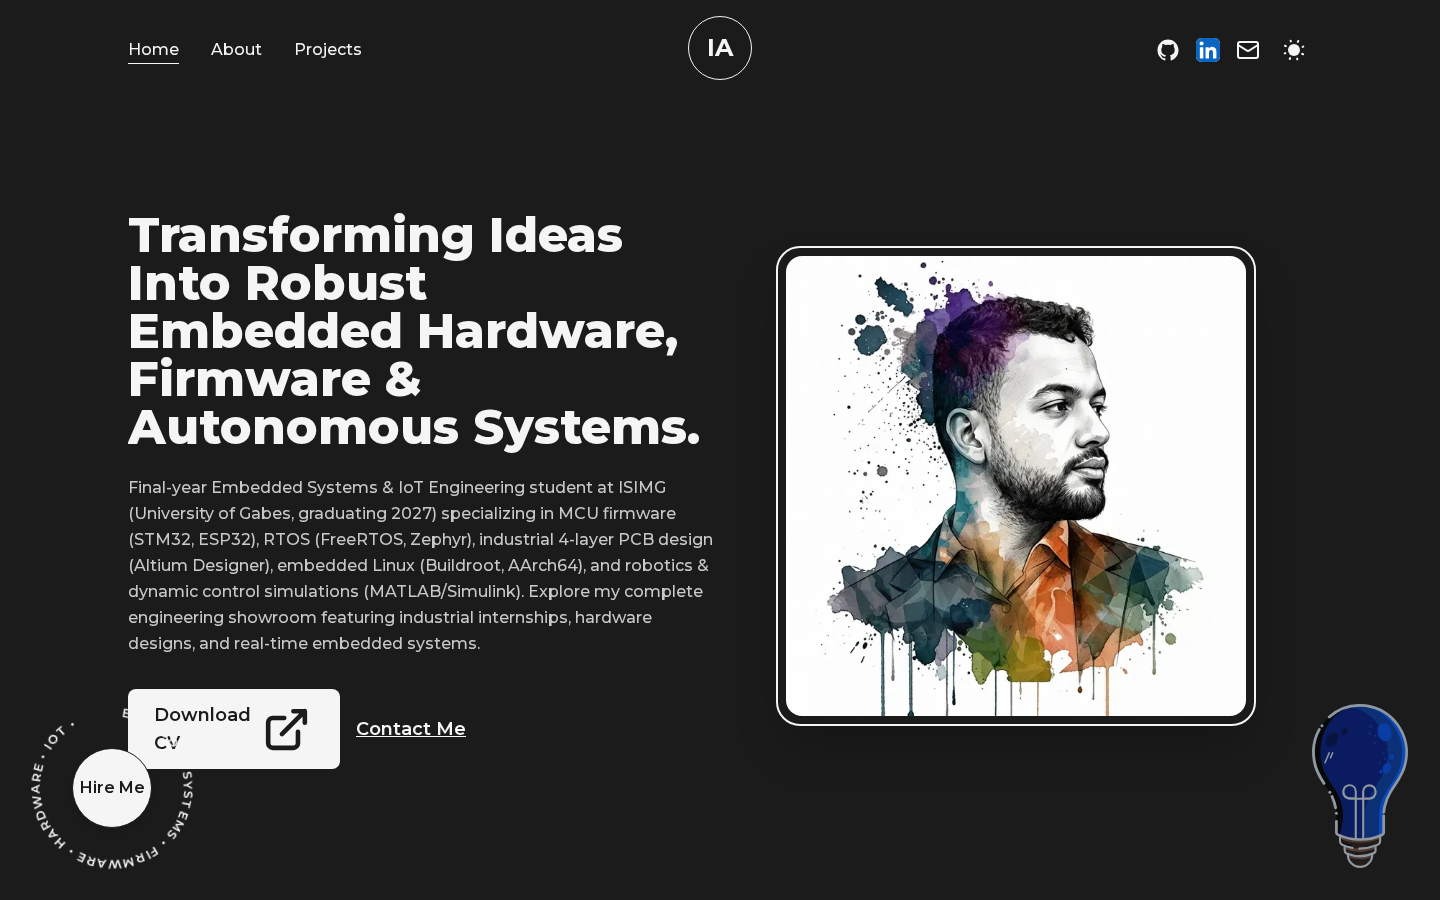 Home
About
Projects
IA
in
Transforming Ideas
Into Robust
Embedded Hardware,
Firmware &
Autonomous Systems.
Final-year Embedded Systems & IoT Engineering student at ISIMG
(University of Gabes, graduating 2027) specializing in MCU firmware
(STM32, ESP32), RTOS (FreeRTOS, Zephyr), industrial 4-layer PCB design
(Altium Designer), embedded Linux (Buildroot, AArch64), and robotics &
dynamic control simulations (MATLAB/Simulink). Explore my complete
engineering showroom featuring industrial internships, hardware
designs, and real-time embedded systems.
Download
CV
Contact Me
Hire Me
SYSTEMS • FIRMWARE • HARDWARE • IOT •